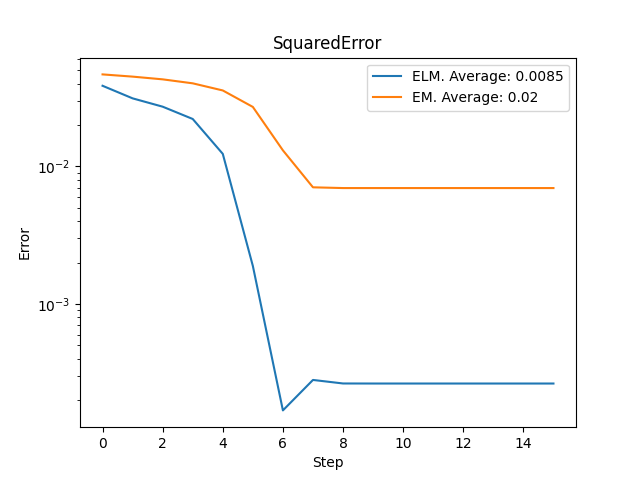 SquaredError
ELM. Average: 0.0085
EM. Average: 0.02
10⁻²
10⁻³
Error
0 2 4 6 8 10 12 14
Step